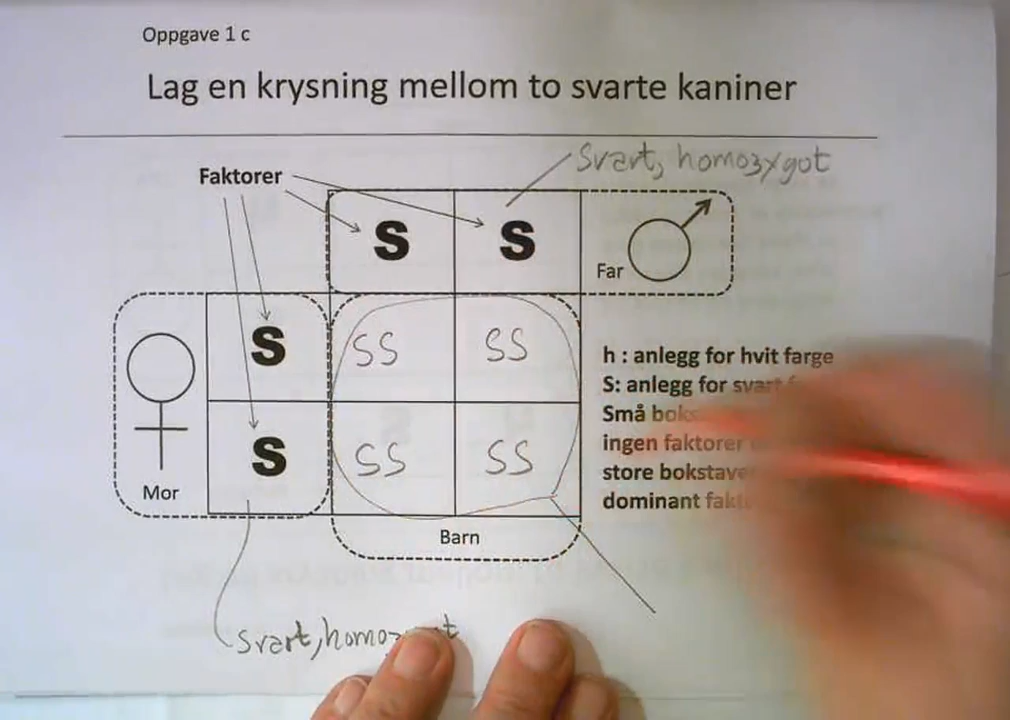 Oppgave 1 c
Lag en krysning mellom to svarte kaniner
Svart, homozygot
Faktorer
S S
Far
S SS SS
S SS SS
Mor
Barn
h : anlegg for hvit farge
S: anlegg for svart
Små
ingen faktorer
store
dominant
svart,